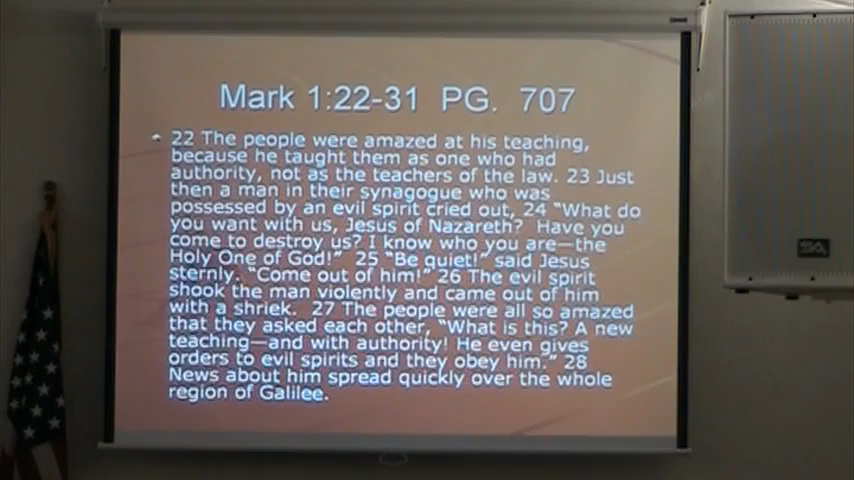 Mark 1:22-31 PG. 707
22 The people were amazed at his teaching,
because he taught them as one who had
authority, not as the teachers of the law. 23 Just
then a man in their synagogue who was
possessed by an evil spirit cried out, 24 “What do
you want with us, Jesus of Nazareth? Have you
come to destroy us? I know who you are—the
Holy One of God!” 25 “Be quiet!” said Jesus
sternly. “Come out of him!” 26 The evil spirit
shook the man violently and came out of him
with a shriek. 27 The people were all so amazed
that they asked each other, “What is this? A new
teaching—and with authority! He even gives
orders to evil spirits and they obey him.” 28
News about him spread quickly over the whole
region of Galilee.